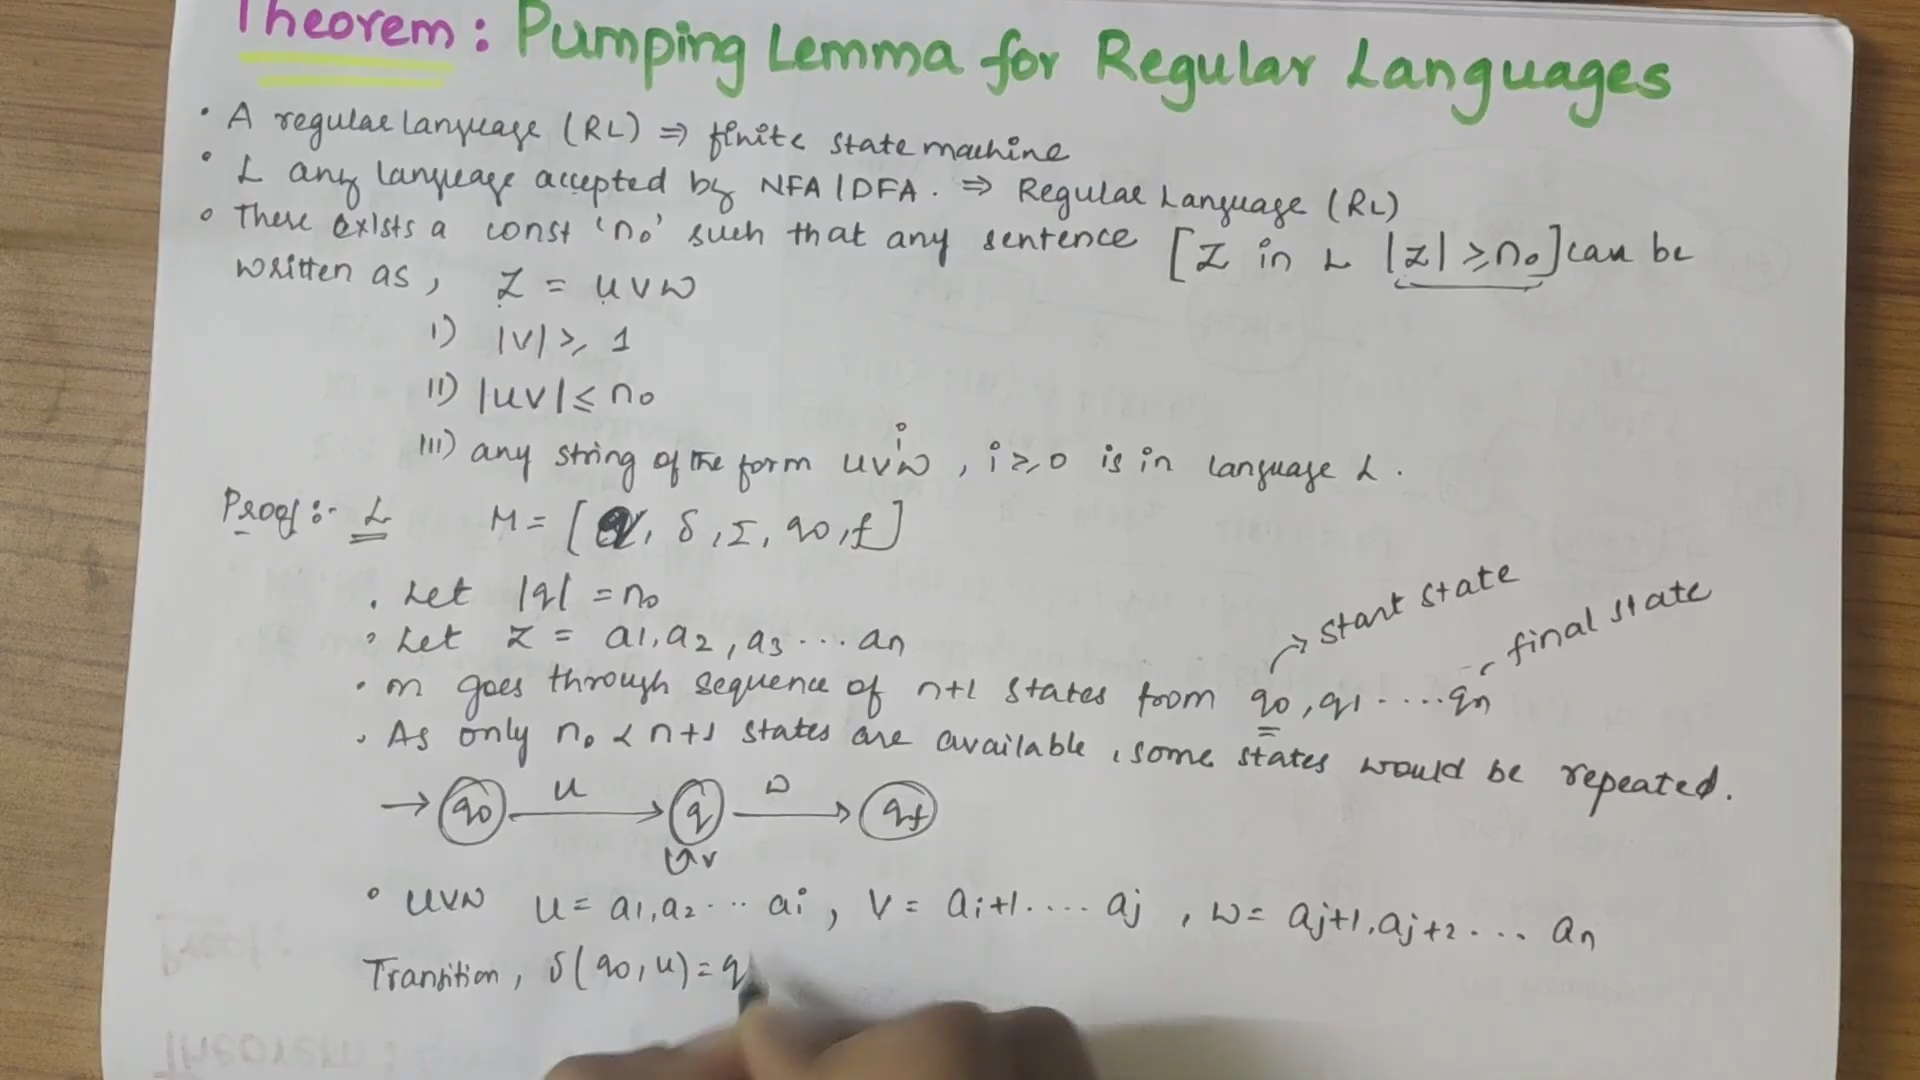 Theorem: Pumping Lemma for Regular Languages
• A regular language (RL) ⇒ finite state machine
• L any language accepted by NFA/DFA. ⇒ Regular Language (RL)
• There exists a const 'n₀' such that any sentence [Z in L |z| ≥ n₀] can be
written as, Z = uvw
i) |v| ≥ 1
ii) |uv| ≤ n₀
iii) any string of the form uvⁱw, i ≥ 0 is in language L.
Proof:- L M = [q, δ, Σ, q₀, f]
• Let |q| = n₀
• Let z = a1, a2, a3 ... an
→ start state
final state
• m goes through sequence of n+1 states from q₀, q₁ .... qn
• As only n₀ < n+1 states are available, some states would be repeated.
→ q₀ u q w qf
v
• uvw u = a1, a2 ... ai, v = ai+1 .... aj, w = aj+1, aj+2 ... an
Transition, δ(q₀, u) = q